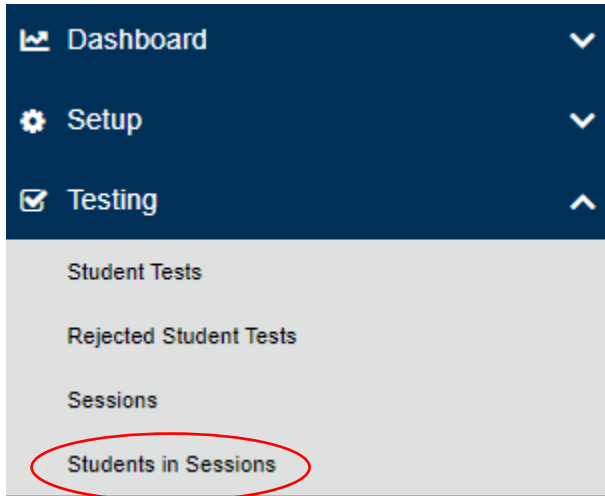 Dashboard
Setup
Testing
Student Tests
Rejected Student Tests
Sessions
Students in Sessions